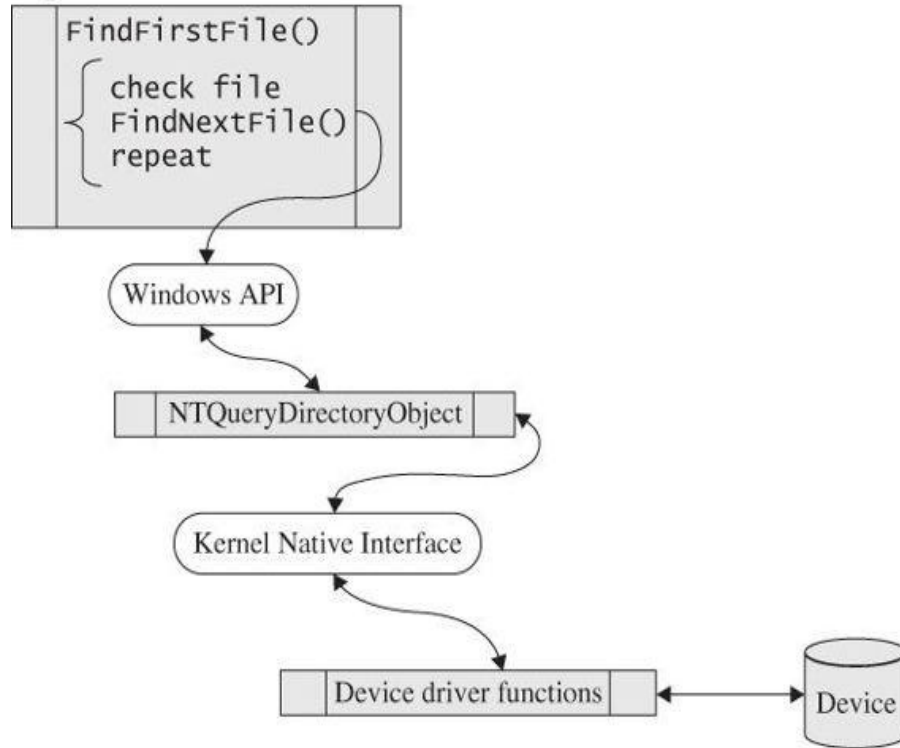 FindFirstFile()
check file
FindNextFile()
repeat
Windows API
NTQueryDirectoryObject
Kernel Native Interface
Device driver functions
Device